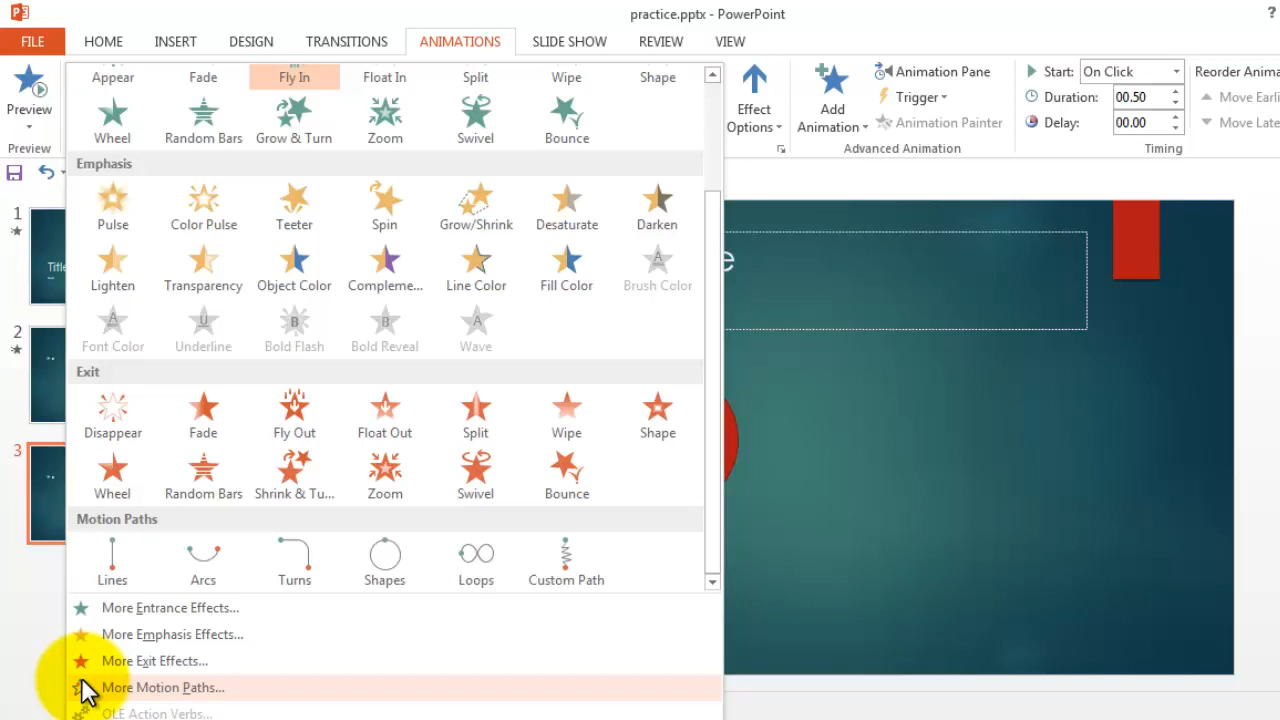 practice.pptx - PowerPoint
?
FILE HOME INSERT DESIGN TRANSITIONS ANIMATIONS SLIDE SHOW REVIEW VIEW
Appear Fade Fly In Float In Split Wipe Shape
Wheel Random Bars Grow & Turn Zoom Swivel Bounce
Emphasis
Pulse Color Pulse Teeter Spin Grow/Shrink Desaturate Darken
Lighten Transparency Object Color Compleme... Line Color Fill Color Brush Color
Font Color Underline Bold Flash Bold Reveal Wave
Exit
Disappear Fade Fly Out Float Out Split Wipe Shape
Wheel Random Bars Shrink & Tu... Zoom Swivel Bounce
Motion Paths
Lines Arcs Turns Shapes Loops Custom Path
More Entrance Effects...
More Emphasis Effects...
More Exit Effects...
More Motion Paths...
OLE Action Verbs...
Preview
Preview
Effect
Options
Add
Animation
Animation Pane
Trigger
Animation Painter
Advanced Animation
Start: On Click
Duration: 00.50
Delay: 00.00
Timing
Reorder Anima
Move Earli
Move Late
1
Title
2
3
e